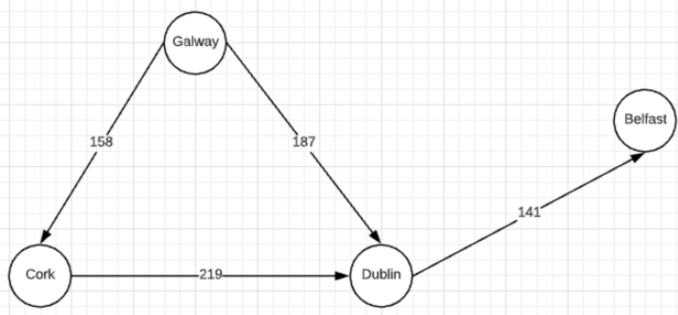 Galway
Belfast
158
187
141
Cork
219
Dublin